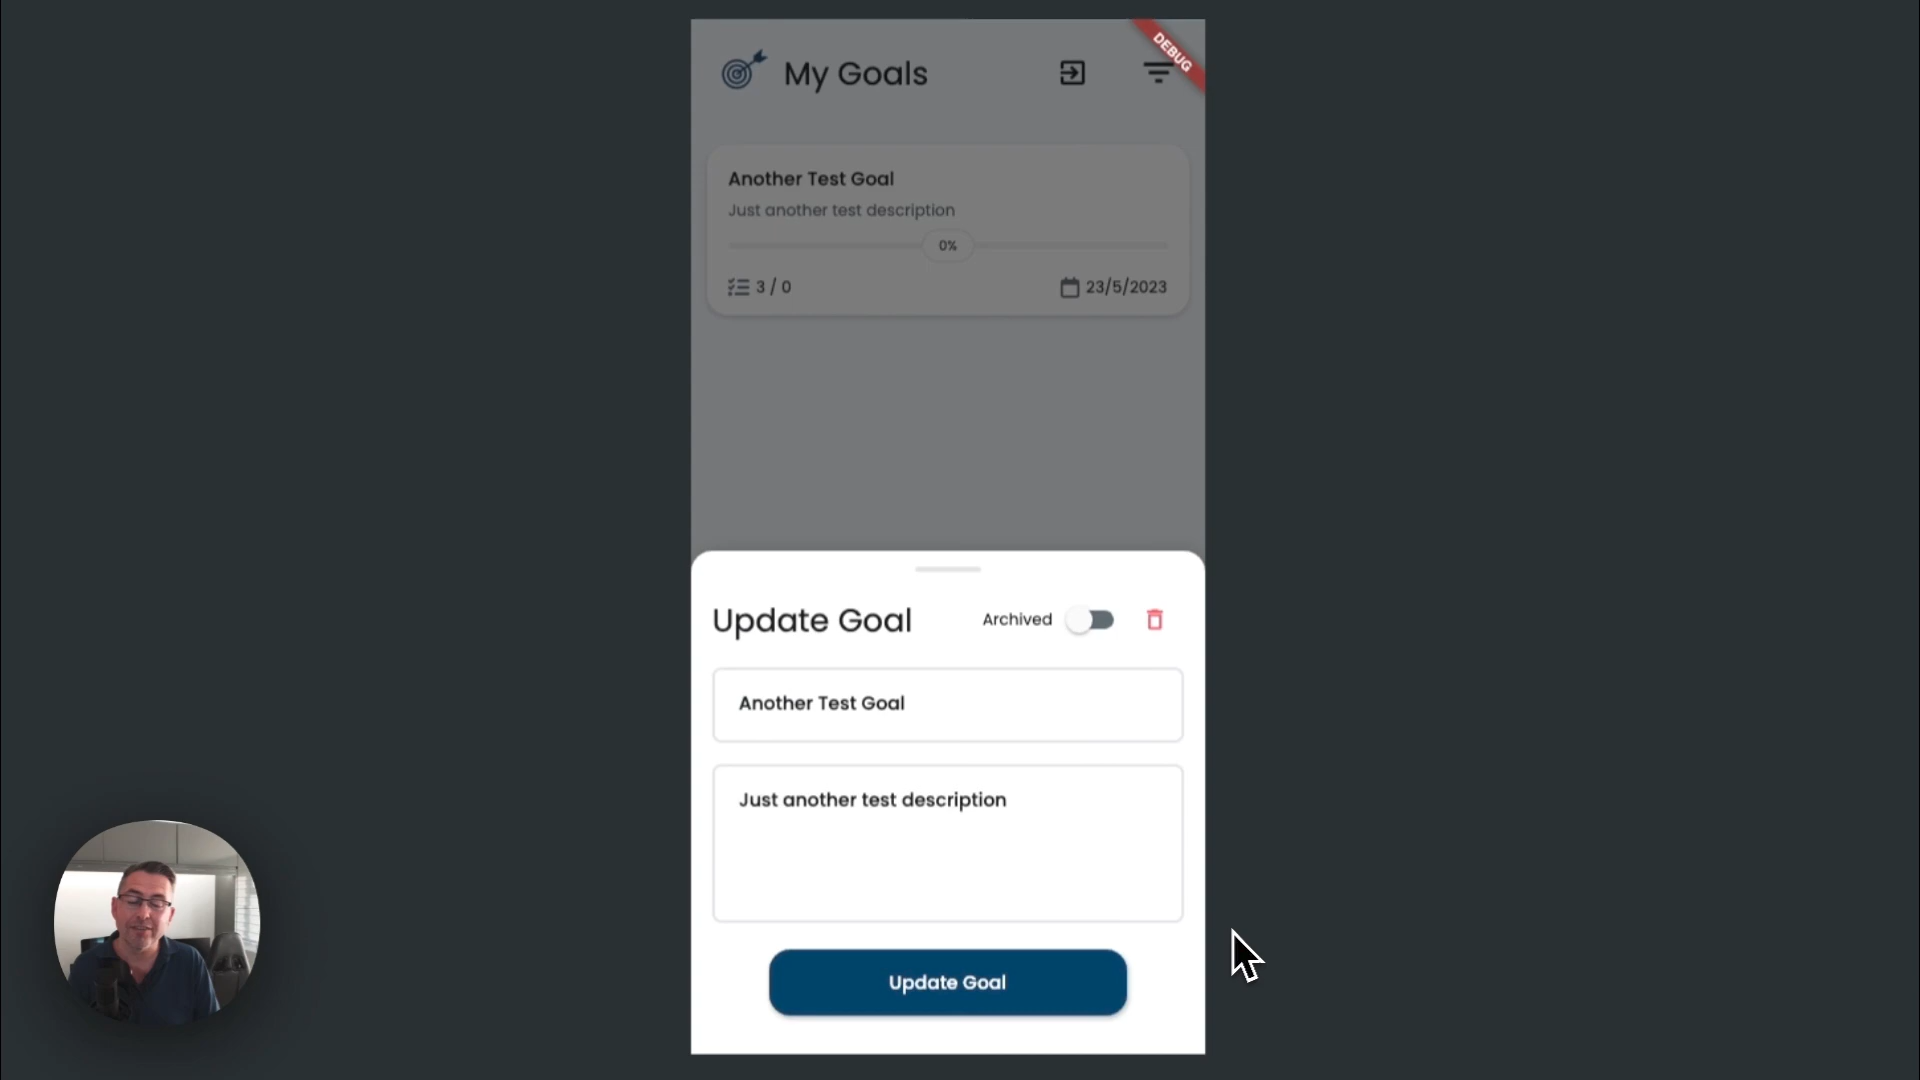 DEBUG
My Goals
Another Test Goal
Just another test description
0%
3 / 0
23/5/2023
Update Goal
Archived
Another Test Goal
Just another test description
Update Goal